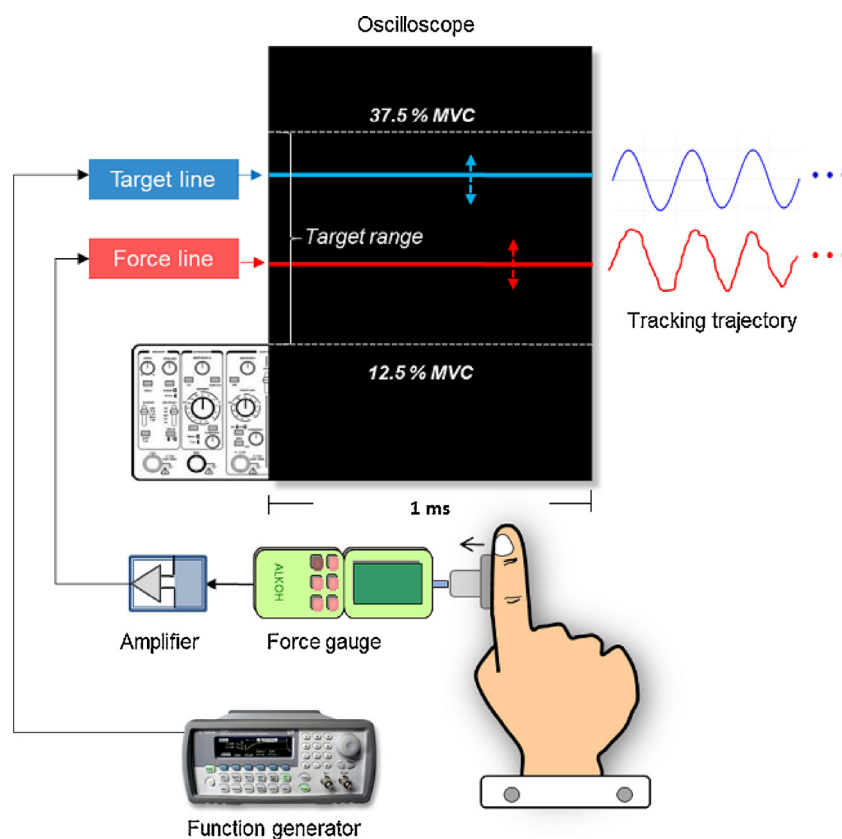 Oscilloscope
37.5 % MVC
Target line
Target range
Force line
Tracking trajectory
12.5 % MVC
1 ms
ALKOH
Amplifier
Force gauge
Function generator